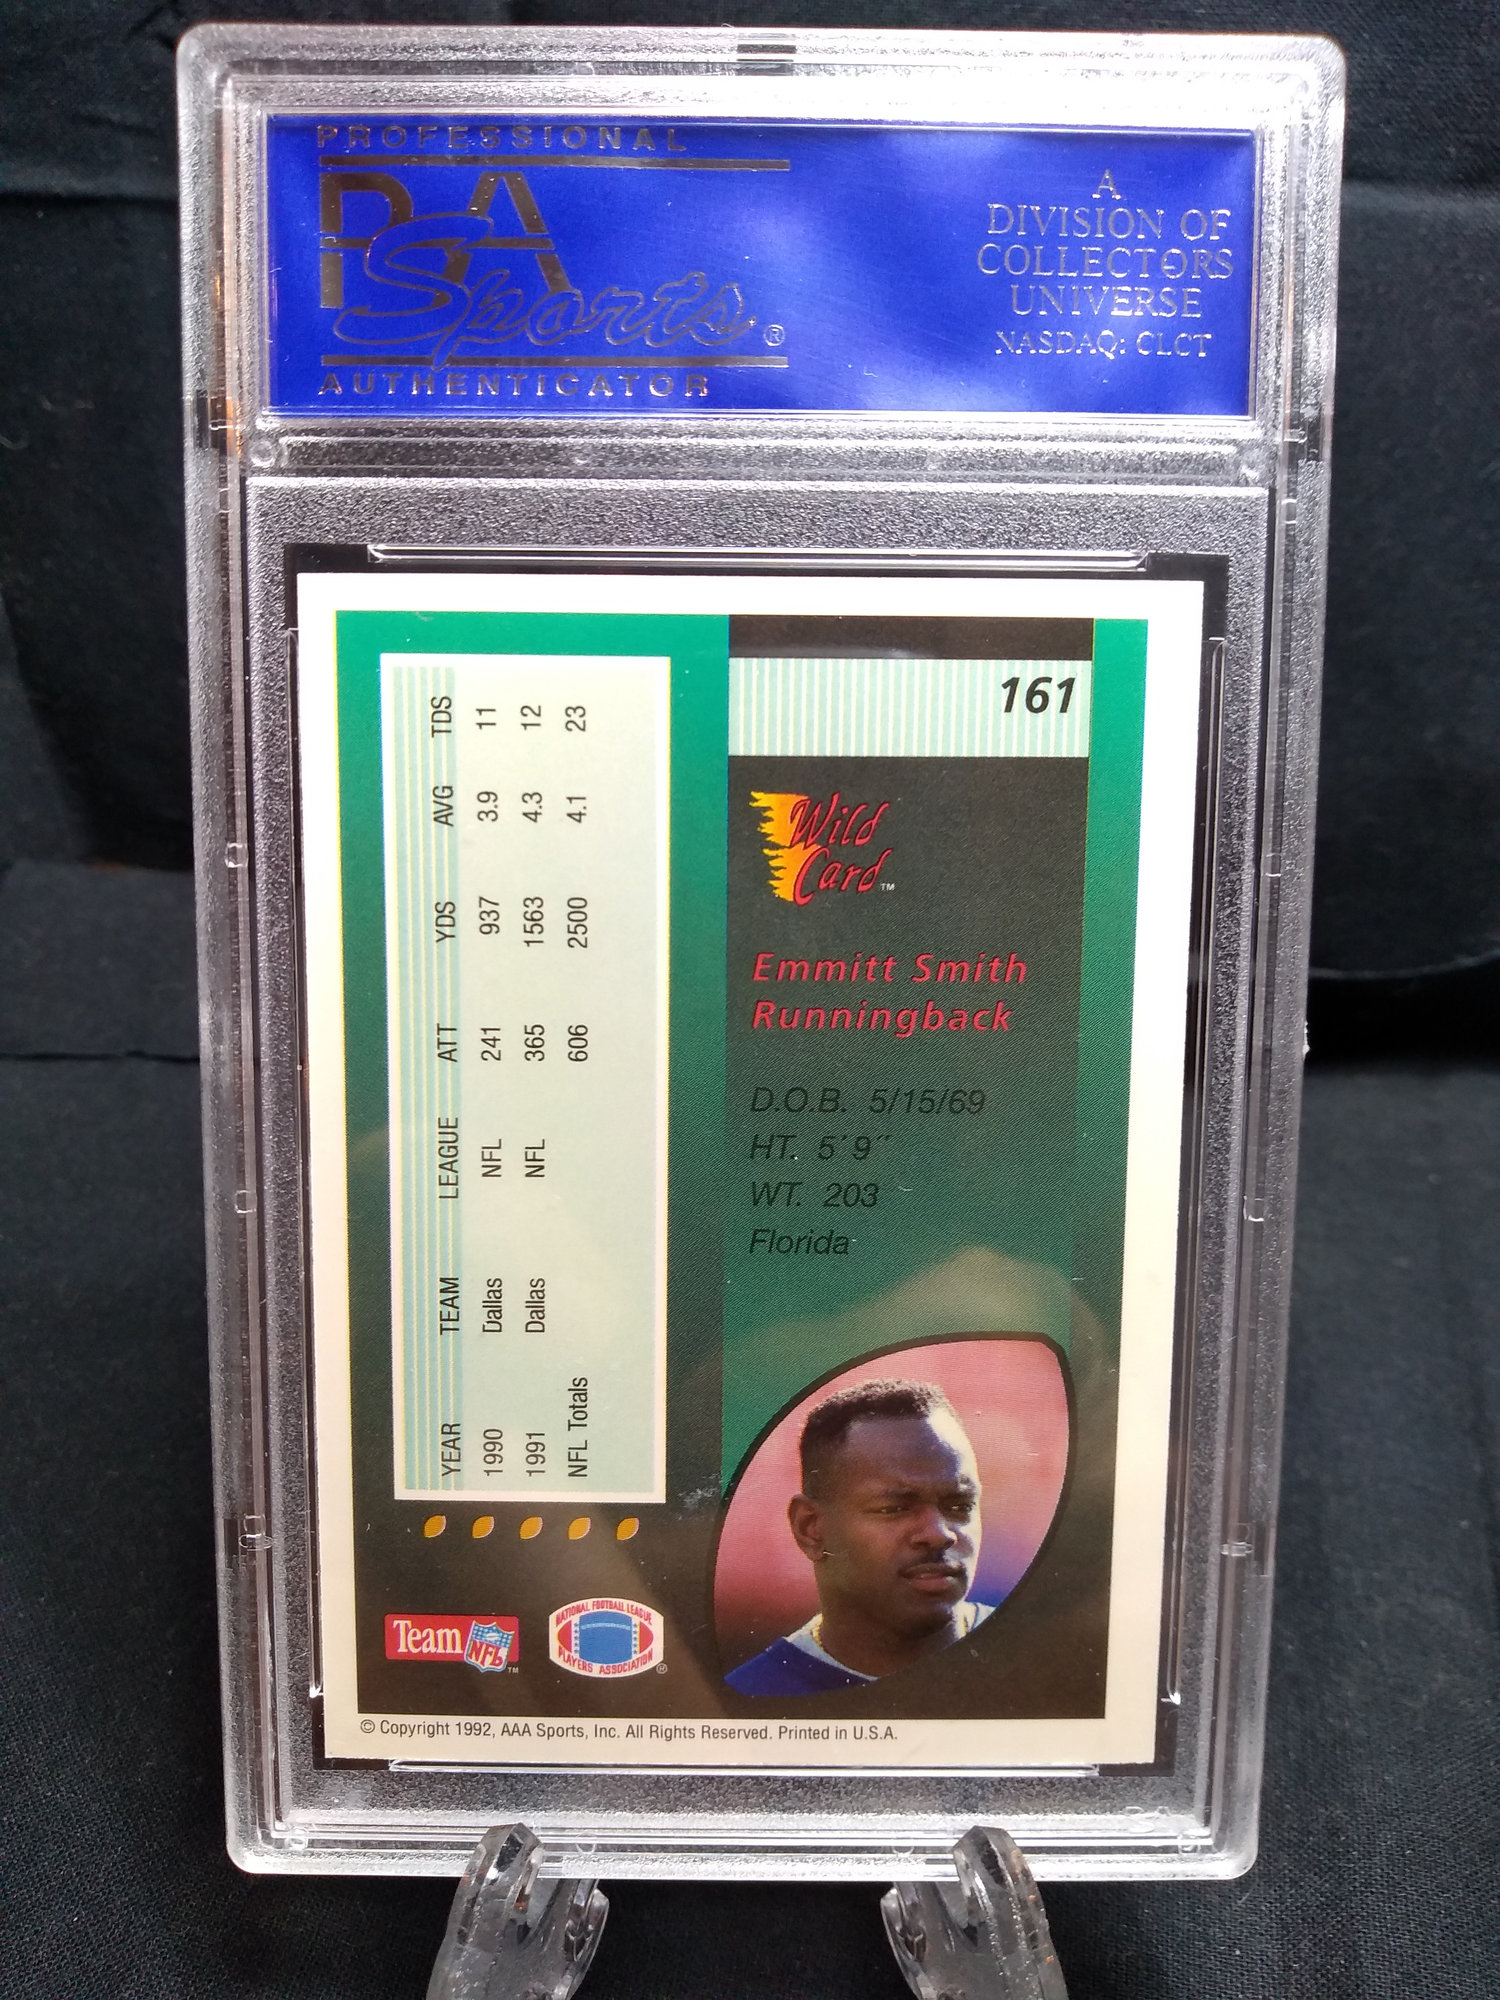 PROFESSIONAL
PSA
Sports®
AUTHENTICATOR
A
DIVISION OF
COLLECTORS
UNIVERSE
NASDAQ: CLCT
161
Wild
Card™
Emmitt Smith
Runningback
D.O.B. 5/15/69
HT. 5'9"
WT. 203
Florida
YEAR TEAM LEAGUE ATT YDS AVG TDS
1990 Dallas NFL 241 937 3.9 11
1991 Dallas NFL 365 1563 4.3 12
NFL Totals 606 2500 4.1 23
Team NFL™
NATIONAL FOOTBALL LEAGUE
PLAYERS ASSOCIATION®
© Copyright 1992, AAA Sports, Inc. All Rights Reserved. Printed in U.S.A.